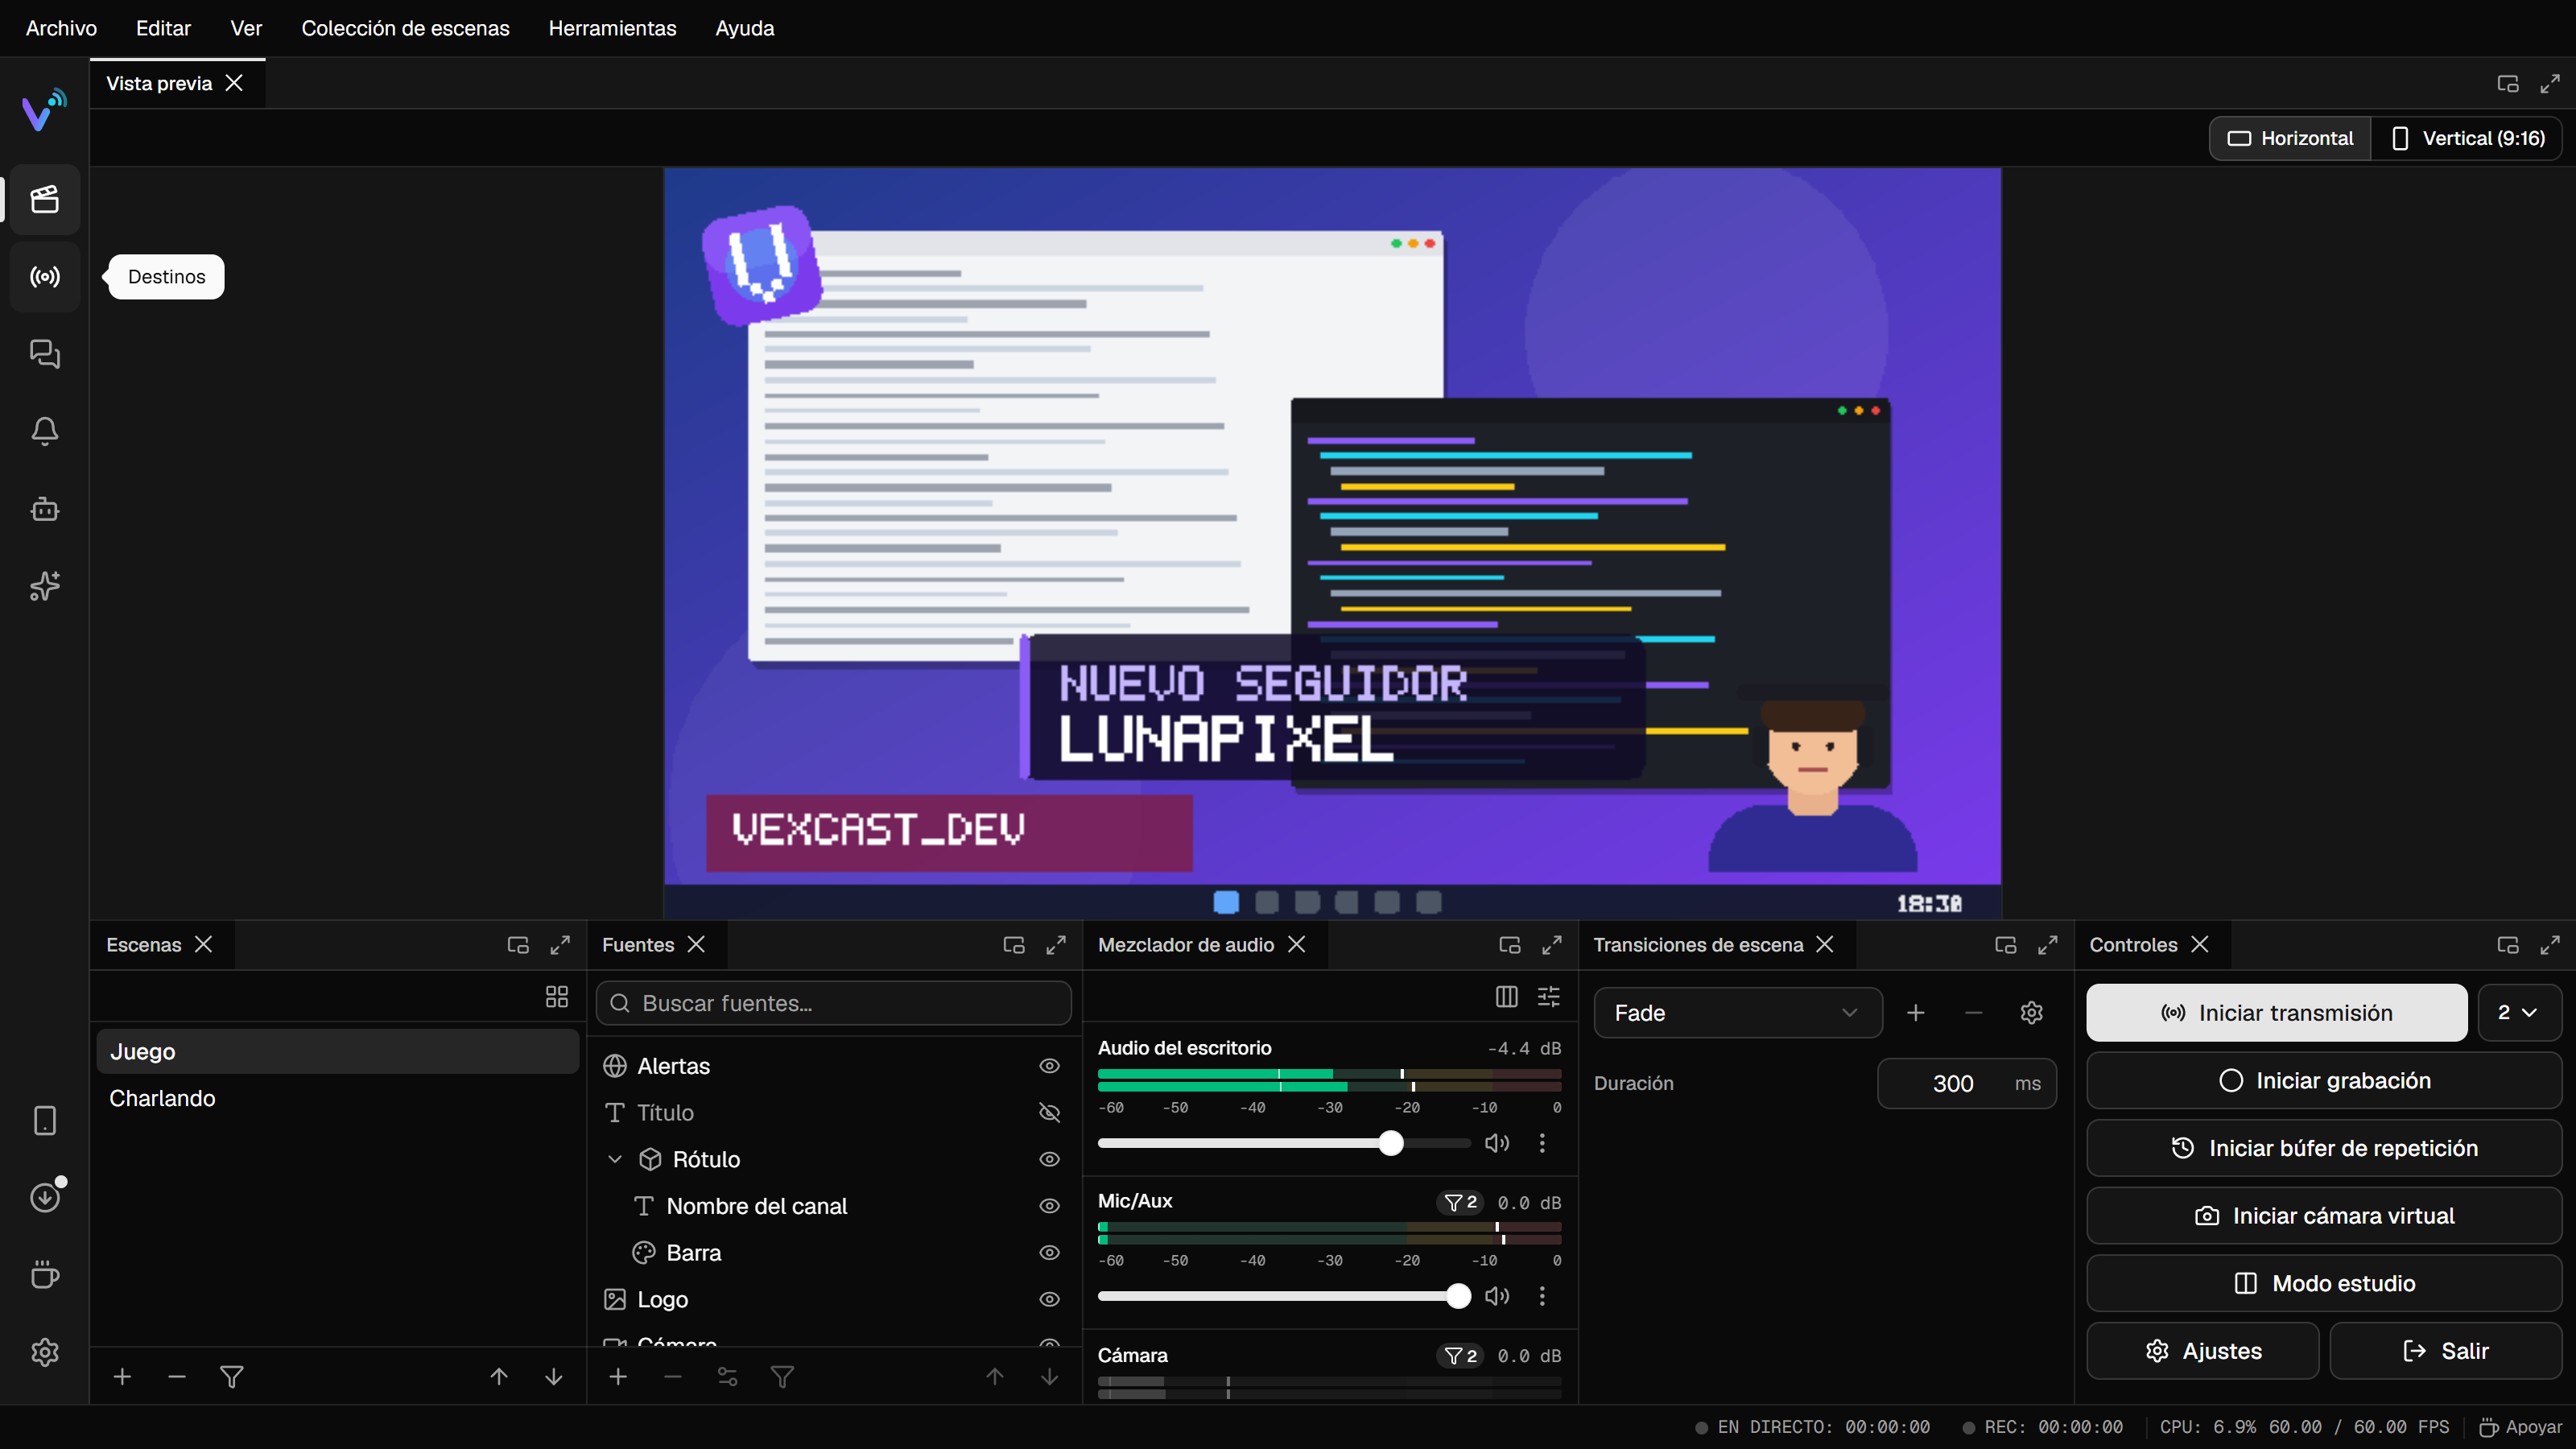 Archivo Editar Ver Colección de escenas Herramientas Ayuda
Vista previa
Horizontal Vertical (9:16)
Destinos
NUEVO SEGUIDOR
LUNAPIXEL
VEXCAST_DEV
18:30
Escenas
Juego
Charlando
Fuentes
Buscar fuentes...
Alertas
Título
Rótulo
Nombre del canal
Barra
Logo
Cámara
Mezclador de audio
Audio del escritorio -4.4 dB
-60 -50 -40 -30 -20 -10 0
Mic/Aux 2 0.0 dB
-60 -50 -40 -30 -20 -10 0
Cámara 2 0.0 dB
Transiciones de escena
Fade
Duración 300 ms
Controles
Iniciar transmisión 2
Iniciar grabación
Iniciar búfer de repetición
Iniciar cámara virtual
Modo estudio
Ajustes Salir
EN DIRECTO: 00:00:00 REC: 00:00:00 CPU: 6.9% 60.00 / 60.00 FPS Apoyar